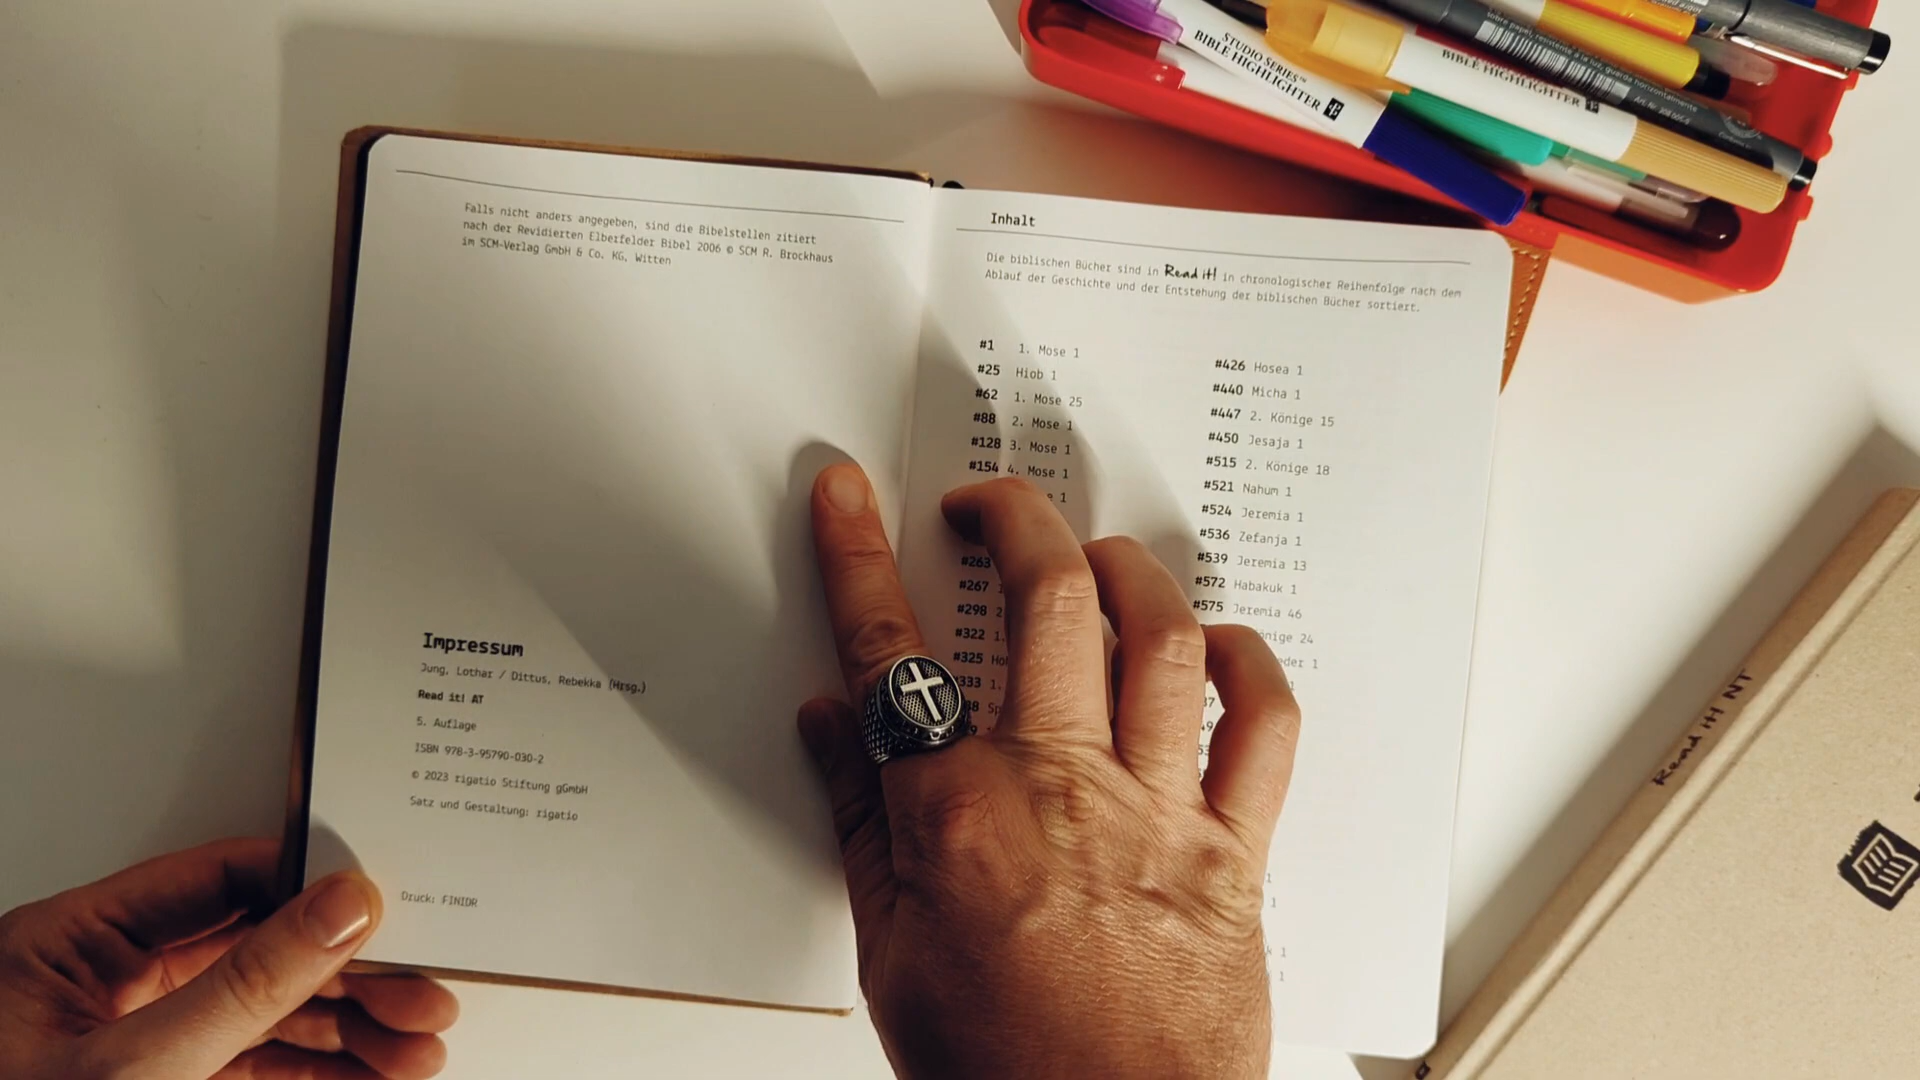 Falls nicht anders angegeben, sind die Bibelstellen zitiert
nach der Revidierten Elberfelder Bibel 2006 © SCM R. Brockhaus
im SCM-Verlag GmbH & Co. KG, Witten
Impressum
Jung, Lothar / Dittus, Rebekka (Hrsg.)
Read it! AT
5. Auflage
ISBN 978-3-95790-030-2
© 2023 rigatio Stiftung gGmbH
Satz und Gestaltung: rigatio
Druck: FINIDR
Inhalt
Die biblischen Bücher sind in Read it! in chronologischer Reihenfolge nach dem
Ablauf der Geschichte und der Entstehung der biblischen Bücher sortiert.
#1 1. Mose 1
#25 Hiob 1
#62 1. Mose 25
#88 2. Mose 1
#128 3. Mose 1
#154 4. Mose 1
1
#263
#267
#298
#322 1.
#325
#426 Hosea 1
#440 Micha 1
#447 2. Könige 15
#450 Jesaja 1
#515 2. Könige 18
#521 Nahum 1
#524 Jeremia 1
#536 Zefanja 1
#539 Jeremia 13
#572 Habakuk 1
#575 Jeremia 46
24
1
STUDIO SERIES™
BIBLE HIGHLIGHTER
BIBLE HIGHLIGHTER
Read it! NT